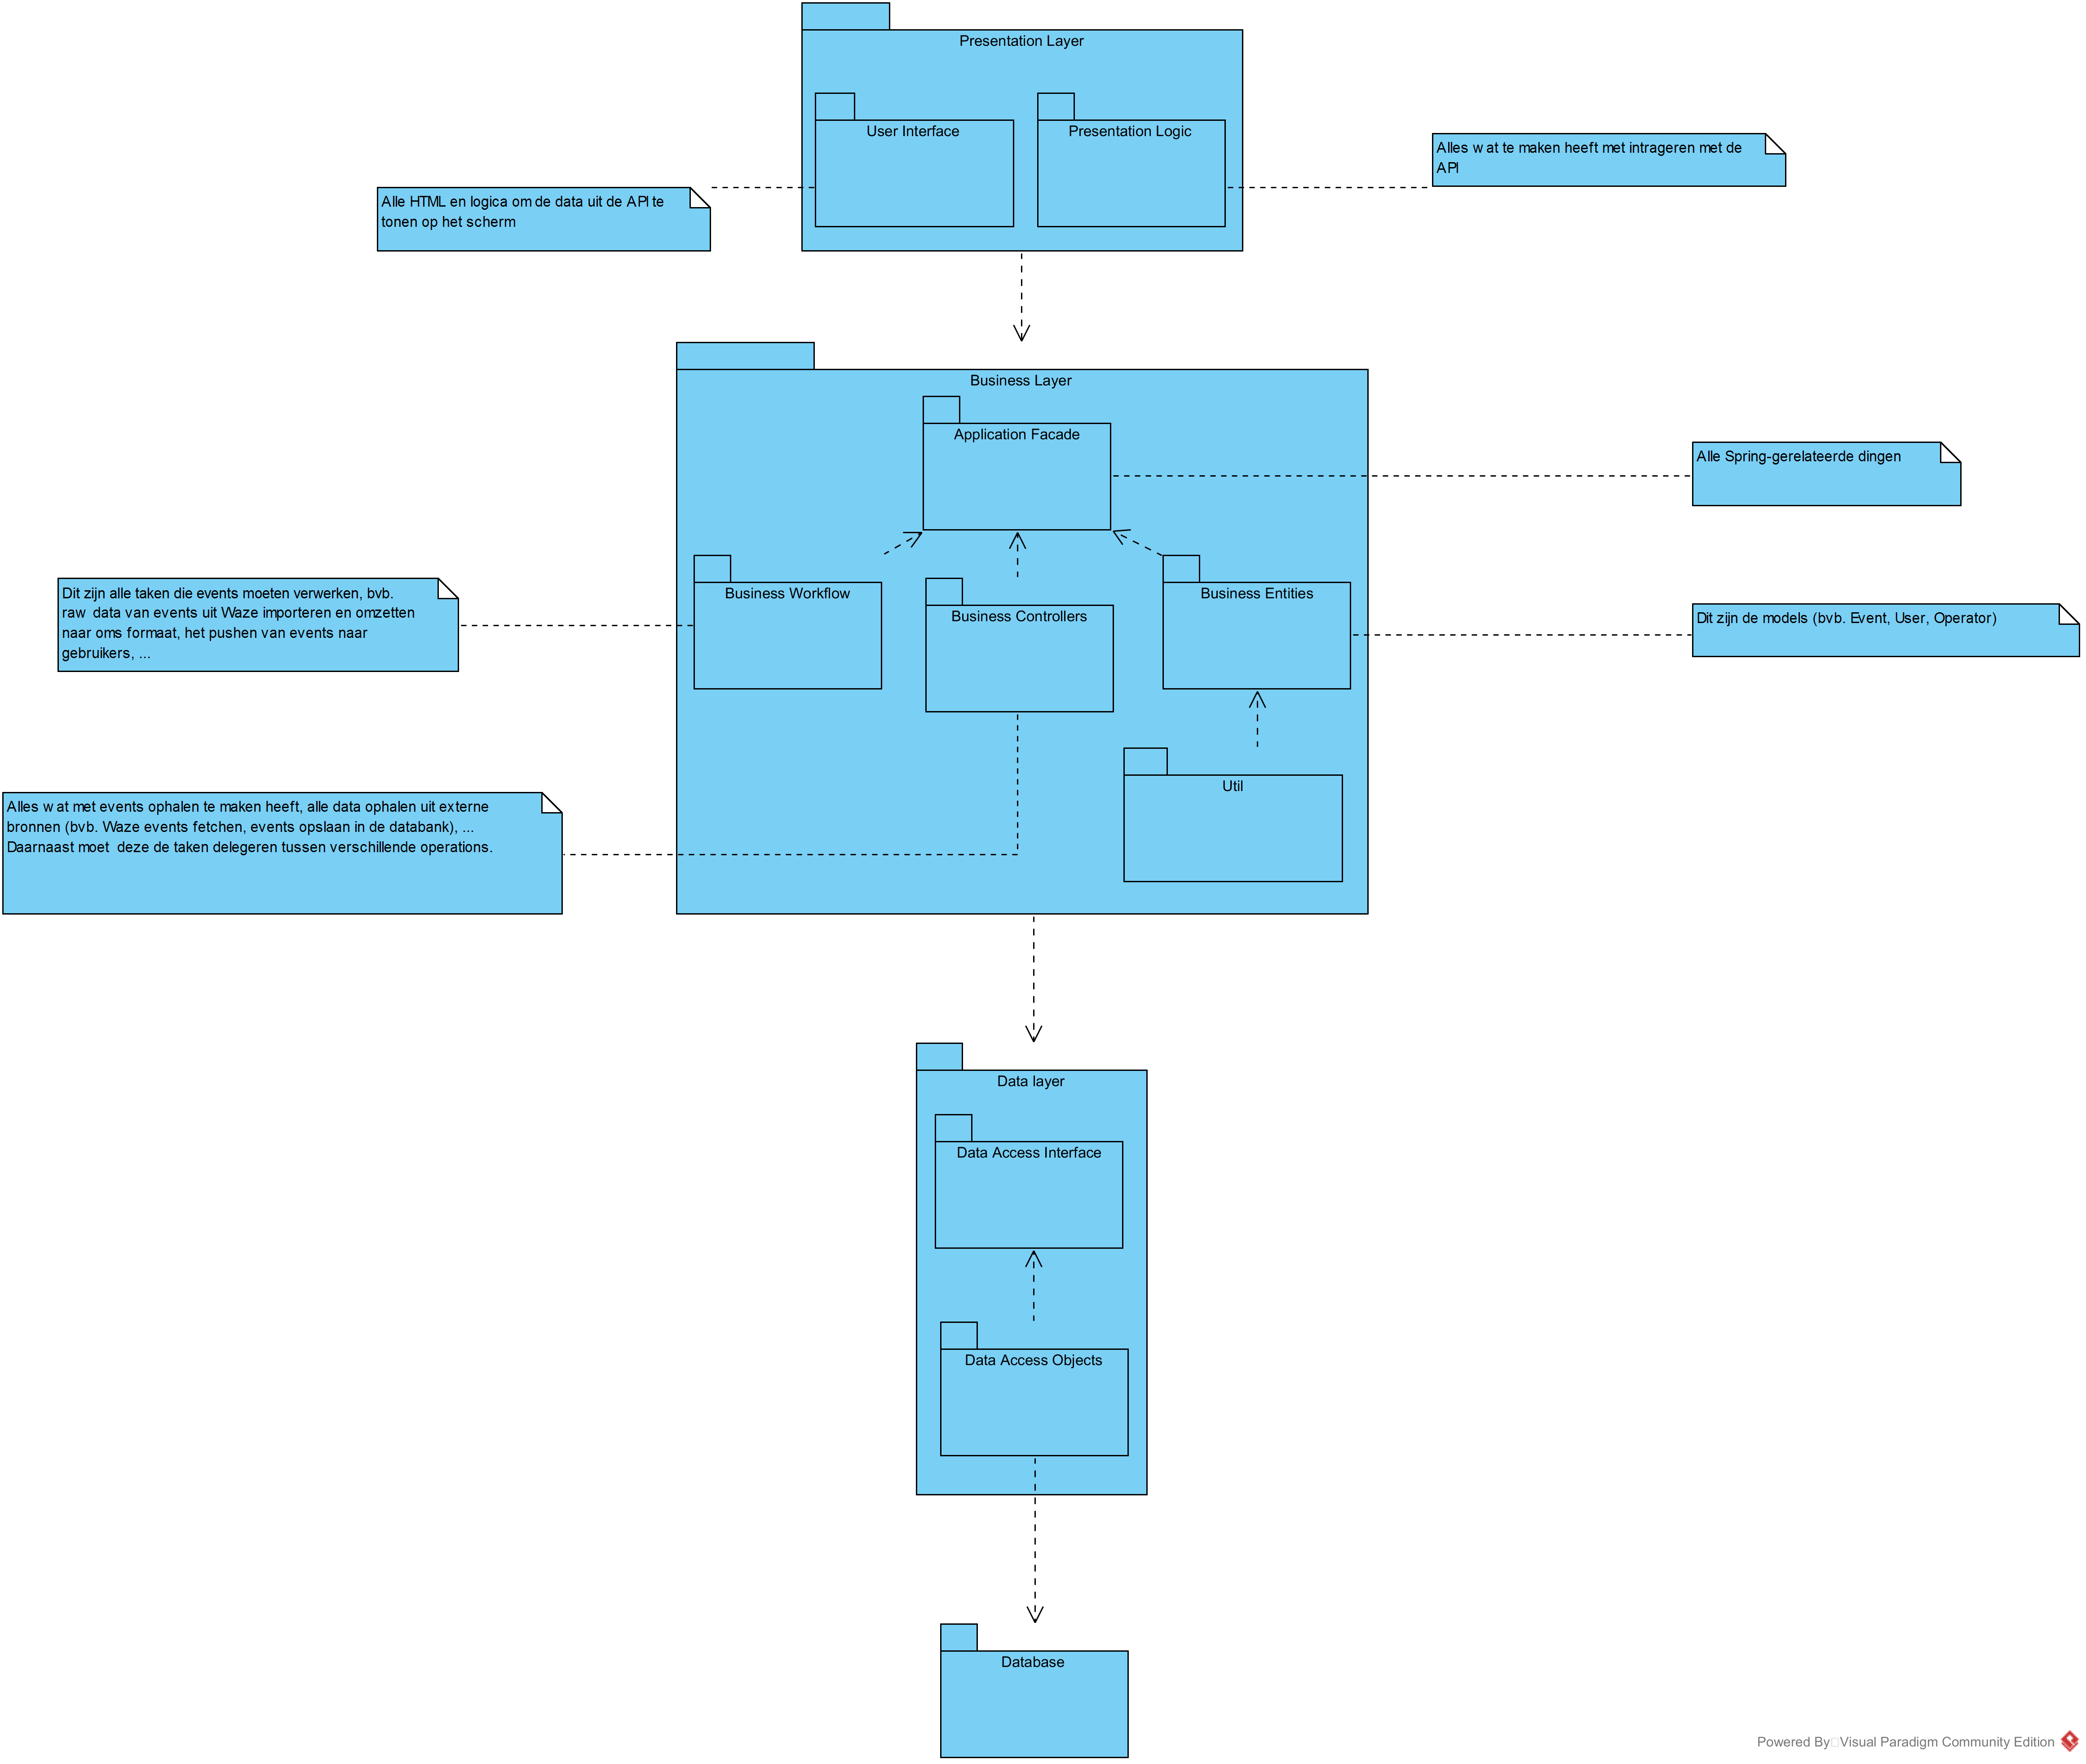 Presentation Layer
User Interface
Presentation Logic
Alles wat te maken heeft met intrageren met de
API
Alle HTML en logica om de data uit de API te
tonen op het scherm
Business Layer
Application Facade
Alle Spring-gerelateerde dingen
Dit zijn alle taken die events moeten verwerken, bvb.
raw data van events uit Waze importeren en omzetten
naar oms formaat, het pushen van events naar
gebruikers, ...
Business Workflow
Business Controllers
Business Entities
Dit zijn de models (bvb. Event, User, Operator)
Util
Alles wat met events ophalen te maken heeft, alle data ophalen uit externe
bronnen (bvb. Waze events fetchen, events opslaan in de databank), ...
Daarnaast moet deze de taken delegeren tussen verschillende operations.
Data layer
Data Access Interface
Data Access Objects
Database
Powered By Visual Paradigm Community Edition